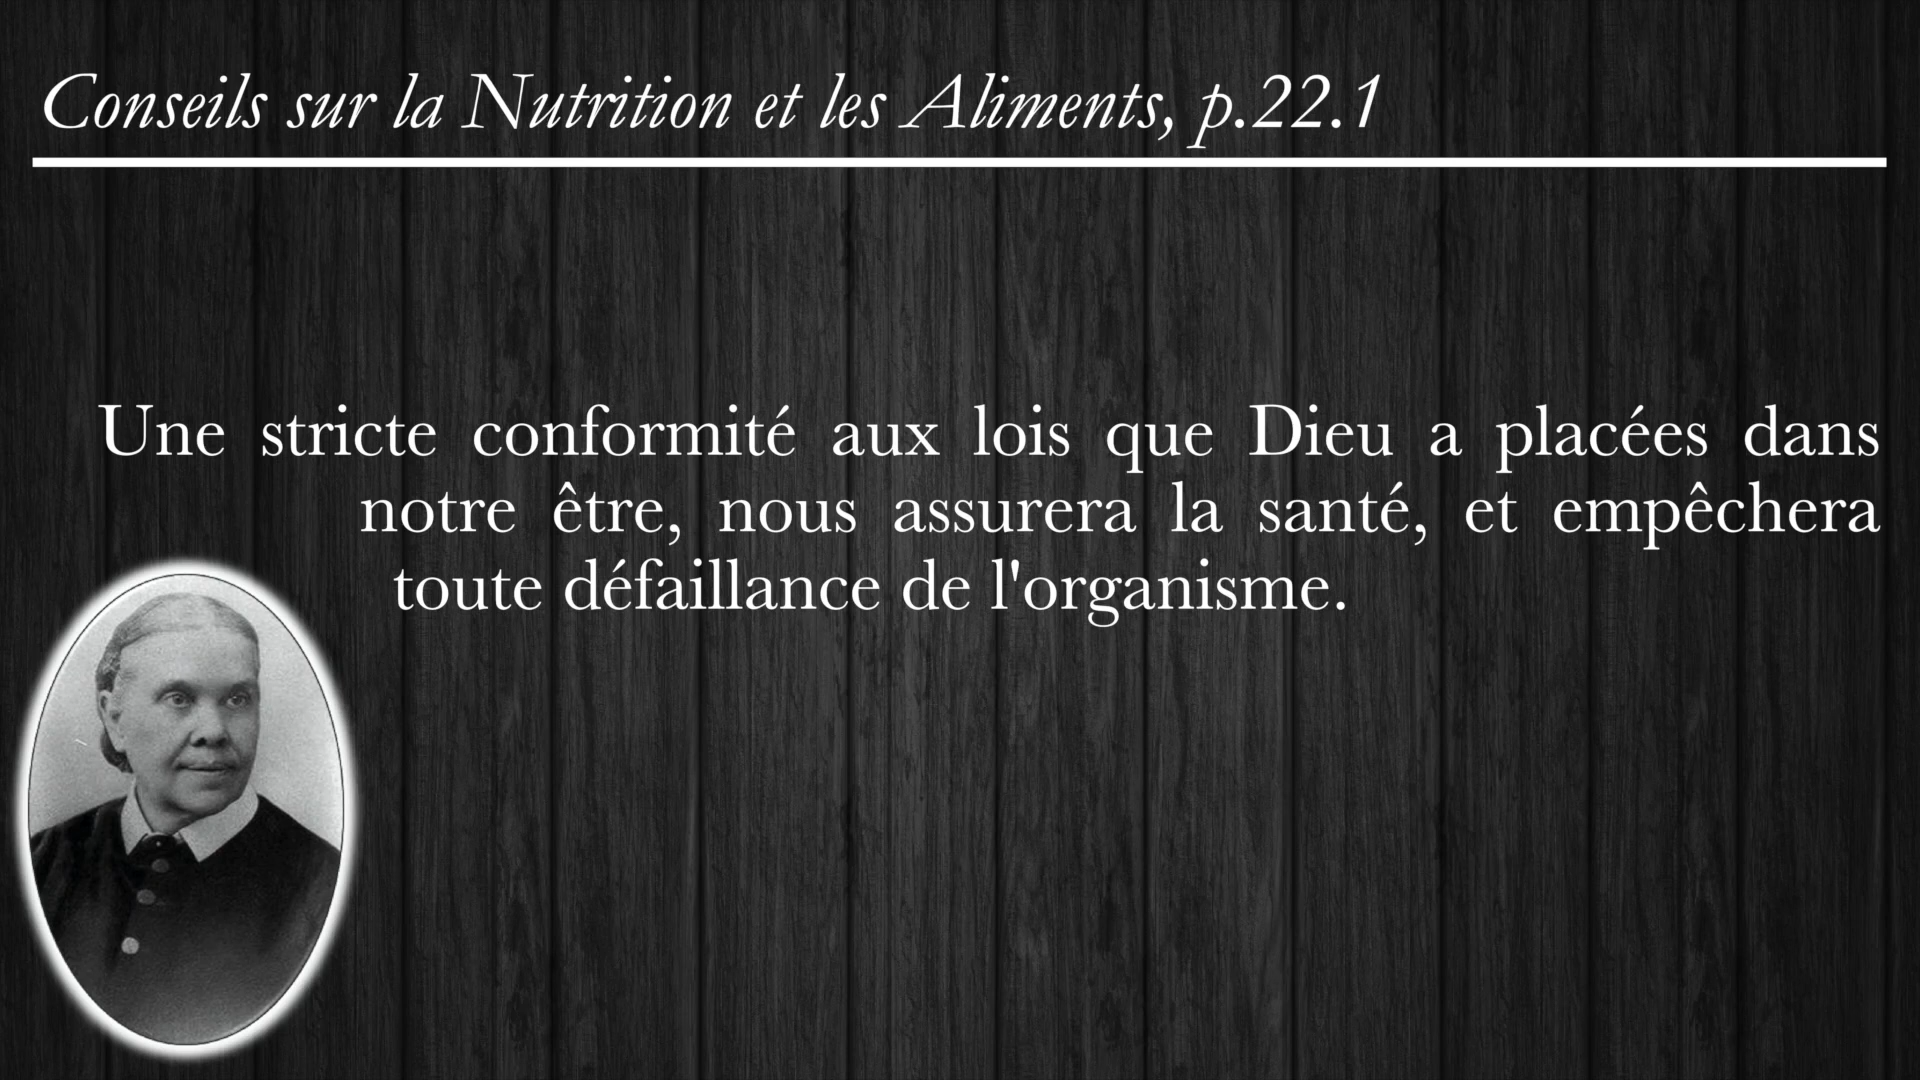 Conseils sur la Nutrition et les Aliments, p.22.1
Une stricte conformité aux lois que Dieu a placées dans
notre être, nous assurera la santé, et empêchera
toute défaillance de l'organisme.